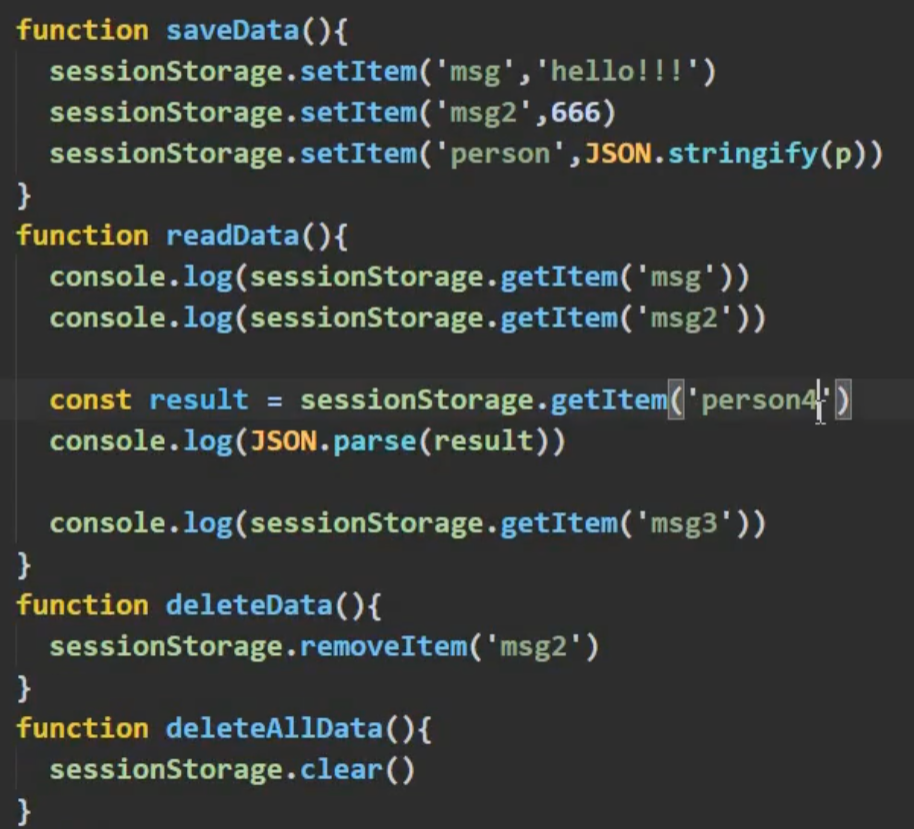 function saveData(){
  sessionStorage.setItem('msg','hello!!!')
  sessionStorage.setItem('msg2',666)
  sessionStorage.setItem('person',JSON.stringify(p))
}
function readData(){
  console.log(sessionStorage.getItem('msg'))
  console.log(sessionStorage.getItem('msg2'))

  const result = sessionStorage.getItem('person4')
  console.log(JSON.parse(result))

  console.log(sessionStorage.getItem('msg3'))
}
function deleteData(){
  sessionStorage.removeItem('msg2')
}
function deleteAllData(){
  sessionStorage.clear()
}